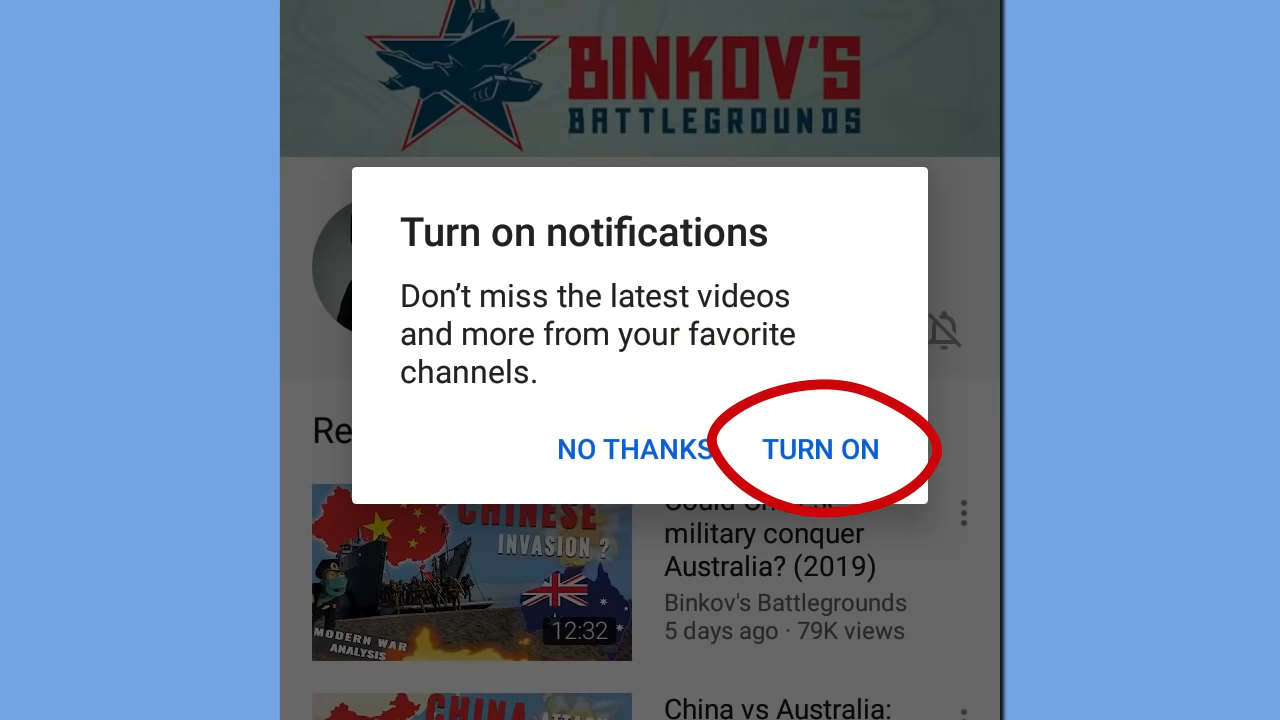 BINKOV'S
BATTLEGROUNDS
Turn on notifications
Don't miss the latest videos
and more from your favorite
channels.
NO THANKS
TURN ON
Re
CHINESE
INVASION ?
MODERN WAR
ANALYSIS
12:32
military conquer
Australia? (2019)
Binkov's Battlegrounds
5 days ago · 79K views
CHINA
China vs Australia: